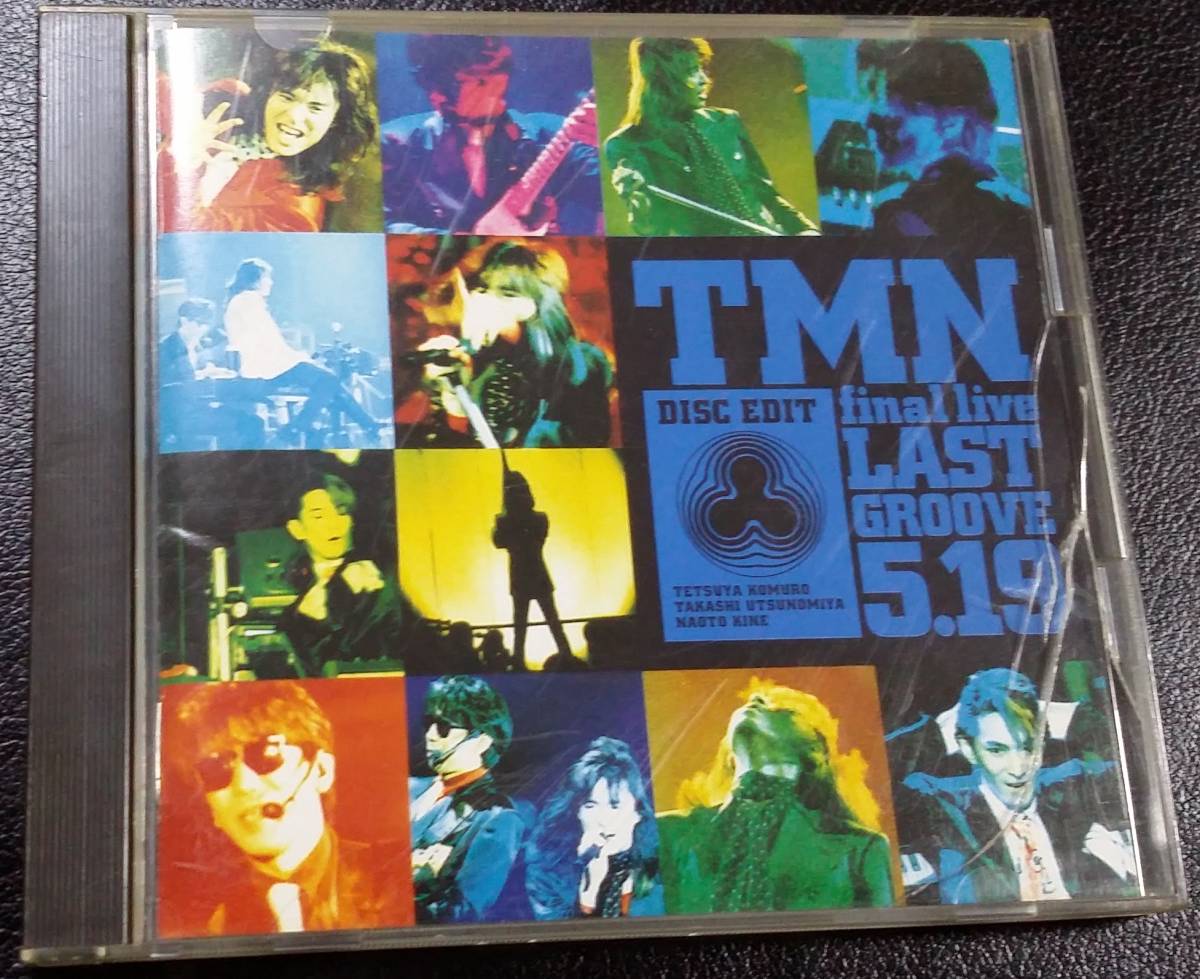 TMN
DISC EDIT
TETSUYA KOMURO
TAKASHI UTSUNOMIYA
NAOTO KINE
final live
LAST
GROOVE
5.19